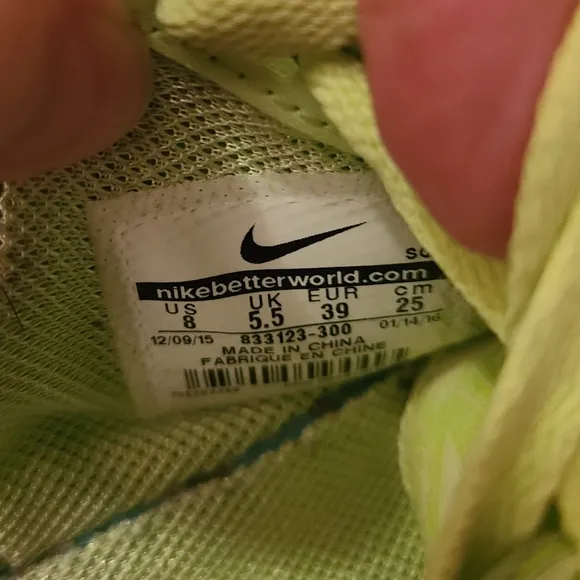 nikebetterworld.com
US UK EUR cm
8 5.5 39 25
12/09/15 833123-300 01/14/16
MADE IN CHINA
FABRIQUE EN CHINE